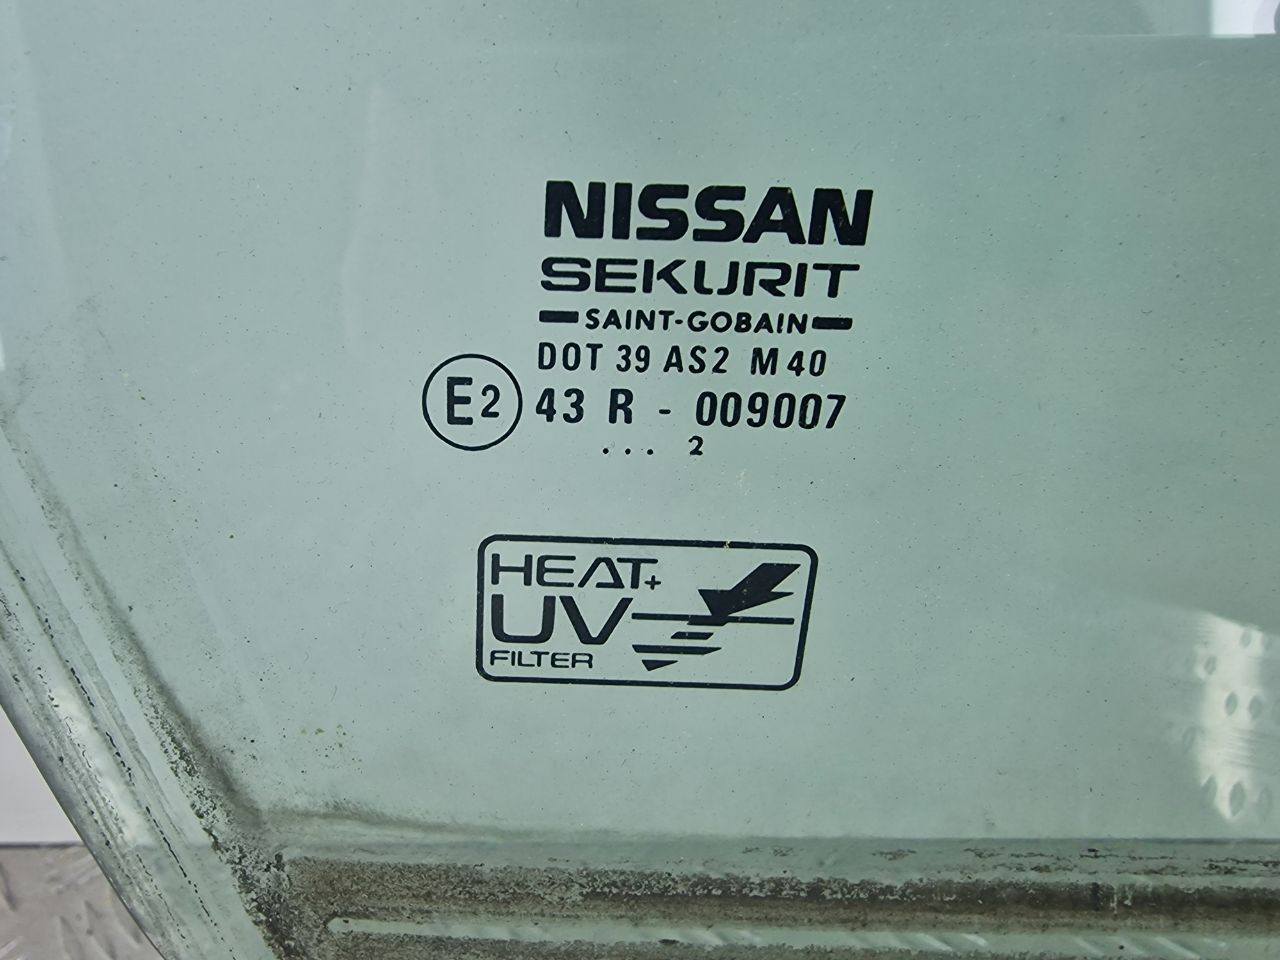 NISSAN
SEKURIT
SAINT-GOBAIN
DOT 39 AS2 M40
E2 43 R - 009007
... 2
HEAT+
UV
FILTER